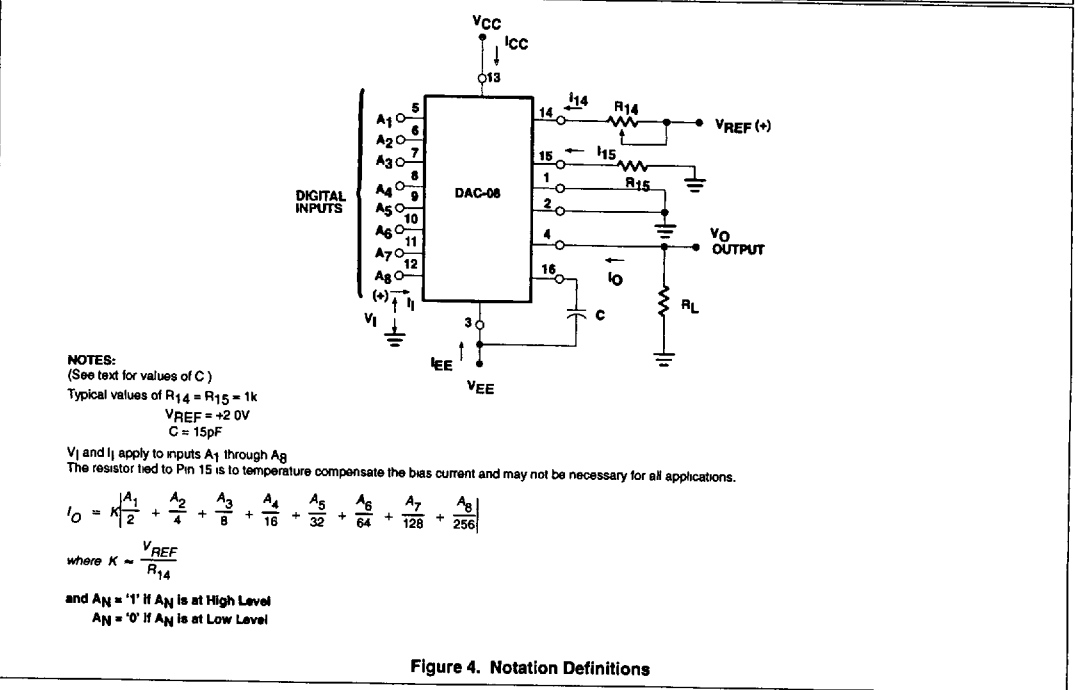 VCC
ICC
13
5
A1
6
A2
7
A3
8
A4
9
A5
10
A6
11
A7
12
A8
DIGITAL
INPUTS
DAC-08
14
I14
R14
VREF (+)
15
I15
R15
1
2
4
VO
OUTPUT
IO
16
C
RL
(+)
II
VI
3
IEE
VEE
NOTES:
(See text for values of C )
Typical values of R14 = R15 = 1k
VREF = +2 0V
C = 15pF
VI and II apply to inputs A1 through A8
The resistor tied to Pin 15 is to temperature compensate the bias current and may not be necessary for all applications.
IO = K|A1/2 + A2/4 + A3/8 + A4/16 + A5/32 + A6/64 + A7/128 + A8/256|
where K ≈ VREF/R14
and AN = '1' if AN is at High Level
AN = '0' if AN is at Low Level
Figure 4. Notation Definitions